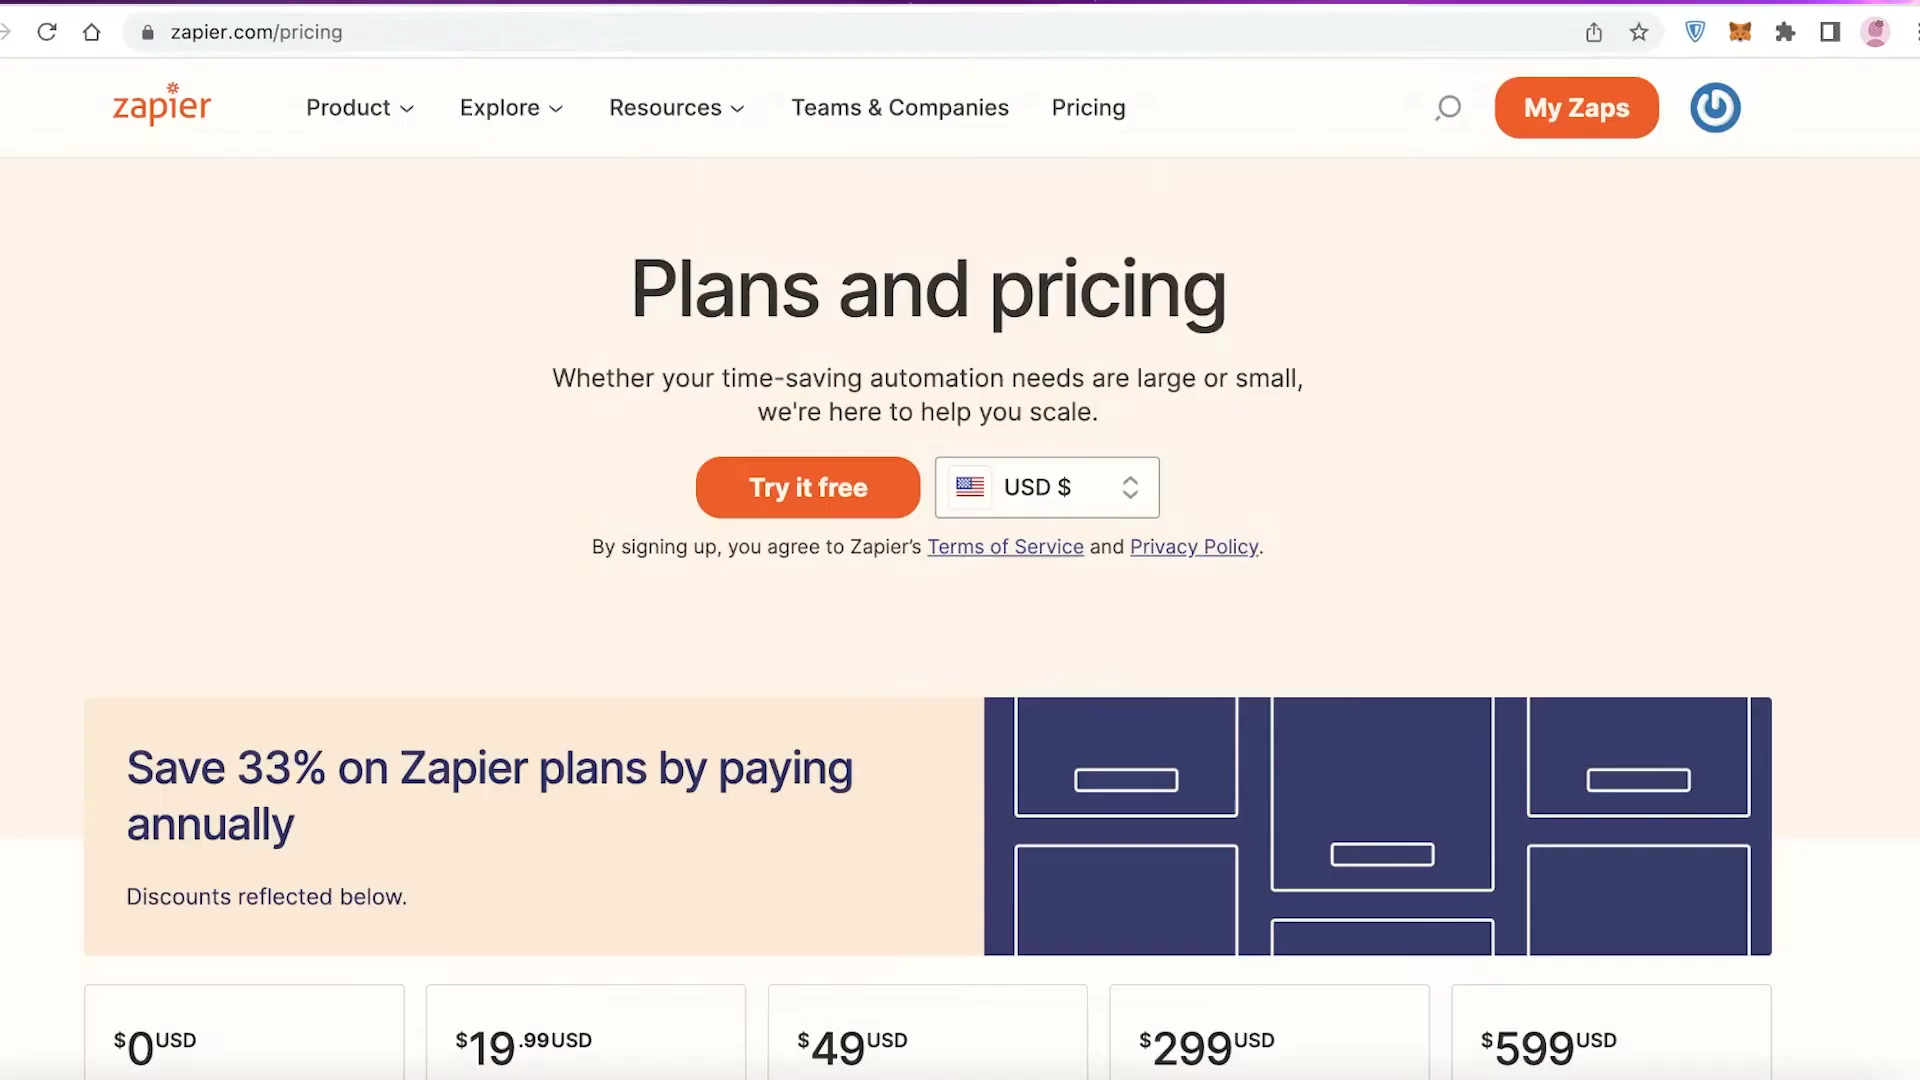 zapier.com/pricing
zapier
Product
Explore
Resources
Teams & Companies
Pricing
My Zaps
Plans and pricing
Whether your time-saving automation needs are large or small,
we're here to help you scale.
Try it free
USD $
By signing up, you agree to Zapier’s Terms of Service and Privacy Policy.
Save 33% on Zapier plans by paying
annually
Discounts reflected below.
$0USD
$19.99USD
$49USD
$299USD
$599USD